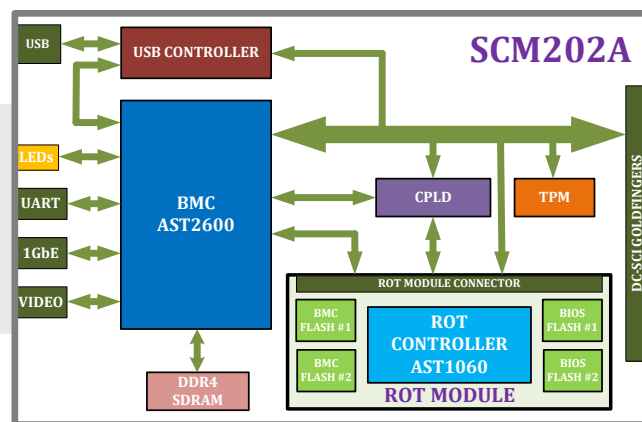 USB
USB CONTROLLER
SCM202A
LEDs
UART
1GbE
VIDEO
BMC
AST2600
CPLD
TPM
DC-SCI GOLDFINGERS
ROT MODULE CONNECTOR
BMC
FLASH #1
BMC
FLASH #2
ROT
CONTROLLER
AST1060
BIOS
FLASH #1
BIOS
FLASH #2
ROT MODULE
DDR4
SDRAM